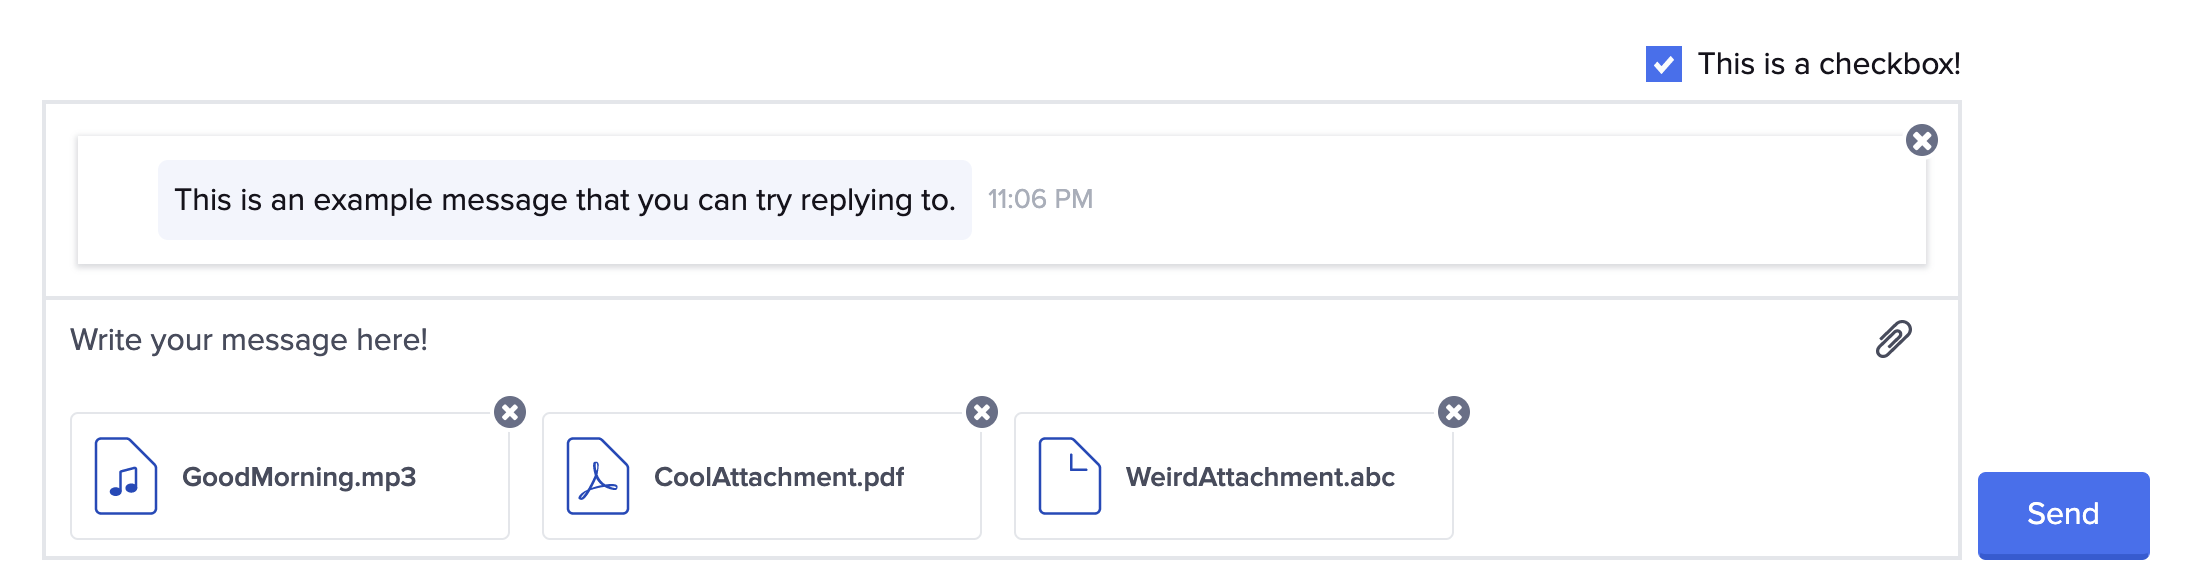 This is a checkbox!
This is an example message that you can try replying to. 11:06 PM
Write your message here!
GoodMorning.mp3 CoolAttachment.pdf WeirdAttachment.abc
Send